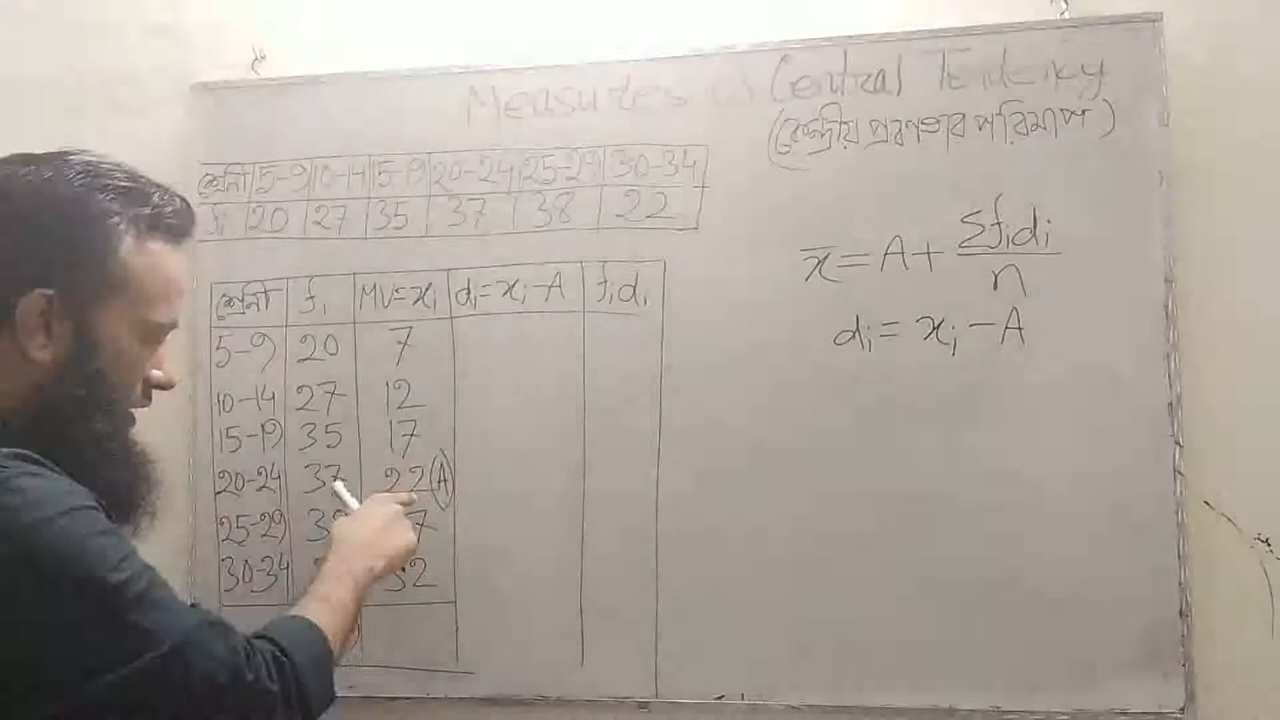 Measures of Central Tendency
(কেন্দ্রীয় প্রবণতার পরিমাপ)
শ্রেণী 5-9 10-14 15-19 20-24 25-29 30-34
fi 20 27 35 37 38 22
x̄ = A + Σfidi / n
di = xi - A
শ্রেণী fi MV=xi di=xi-A fidi
5-9 20 7
10-14 27 12
15-19 35 17
20-24 37 22 (A)
25-29
30-34 32